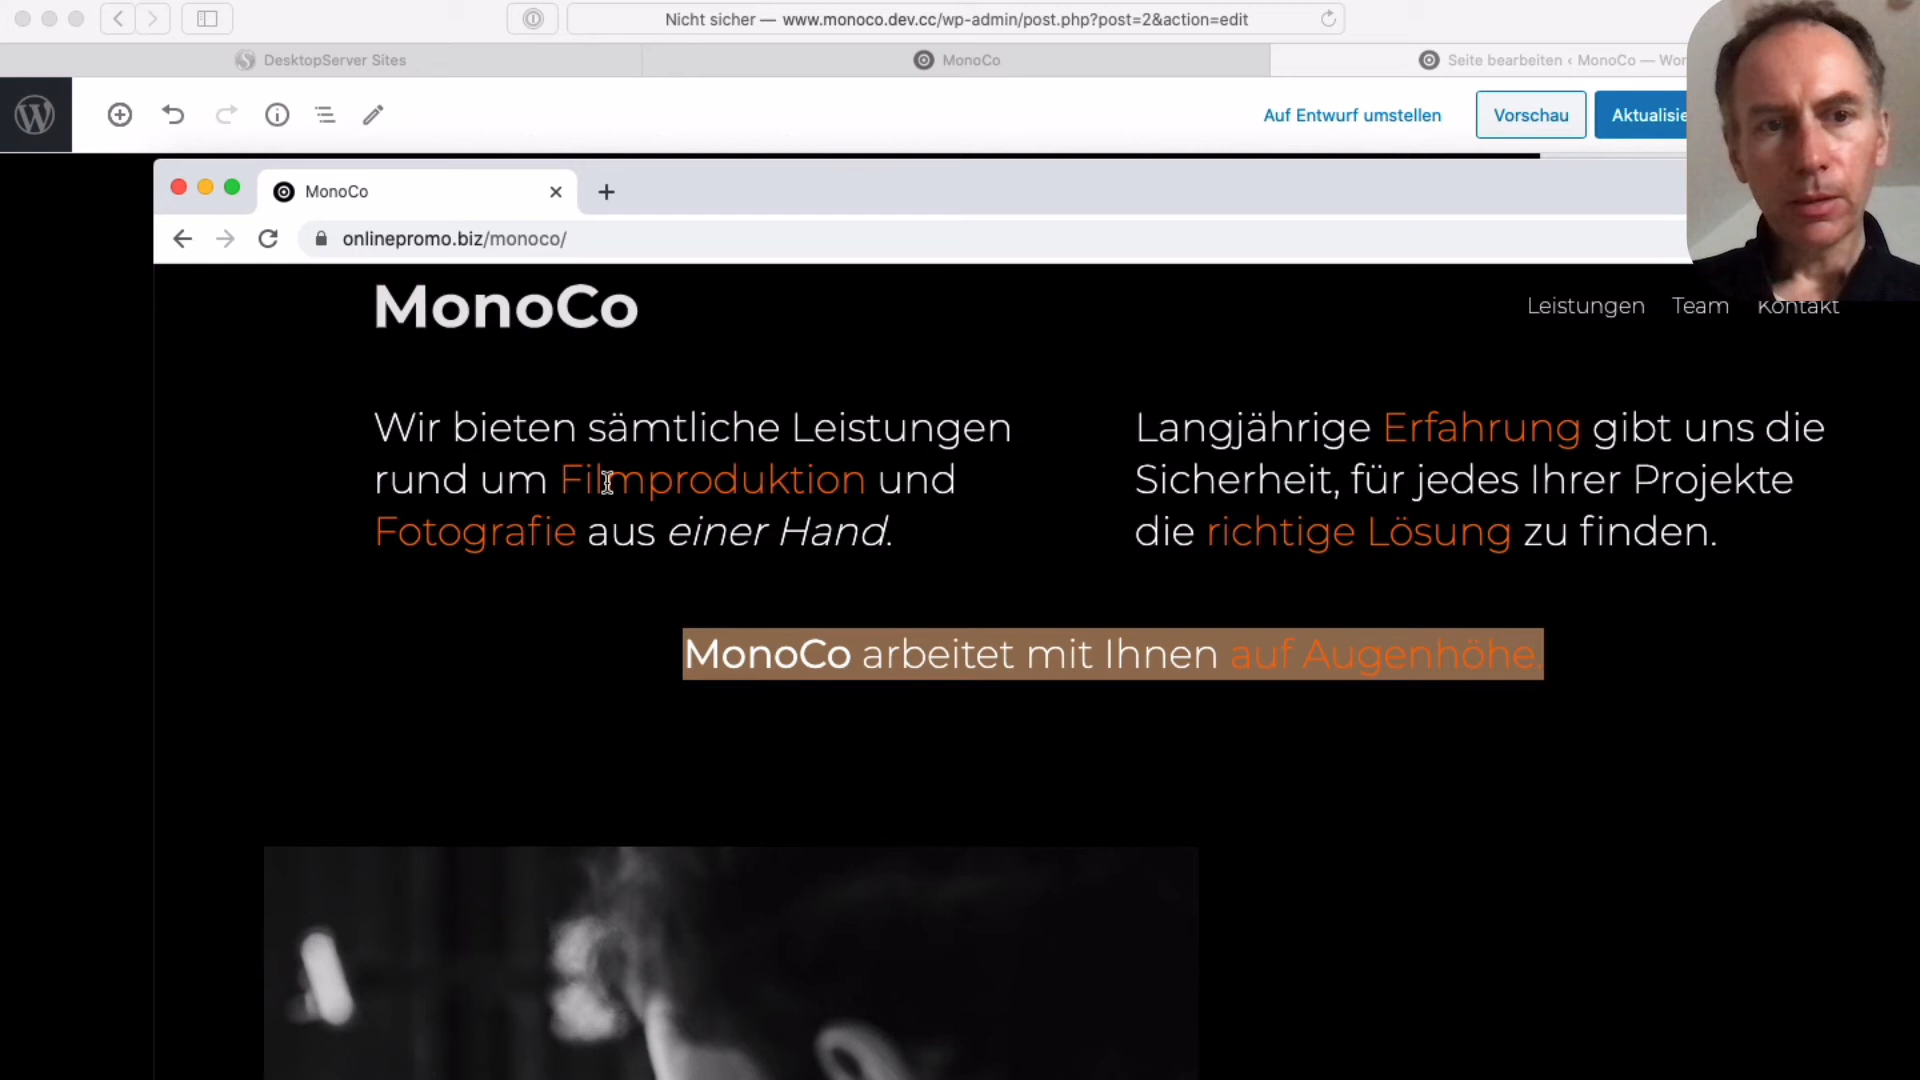 Nicht sicher — www.monoco.dev.cc/wp-admin/post.php?post=2&action=edit
DesktopServer Sites
MonoCo
Seite bearbeiten ‹ MonoCo — Wor
Auf Entwurf umstellen
Vorschau
Aktualisie
MonoCo
onlinepromo.biz/monoco/
MonoCo
Leistungen Team Kontakt
Wir bieten sämtliche Leistungen
rund um Filmproduktion und
Fotografie aus einer Hand.
Langjährige Erfahrung gibt uns die
Sicherheit, für jedes Ihrer Projekte
die richtige Lösung zu finden.
MonoCo arbeitet mit Ihnen auf Augenhöhe.